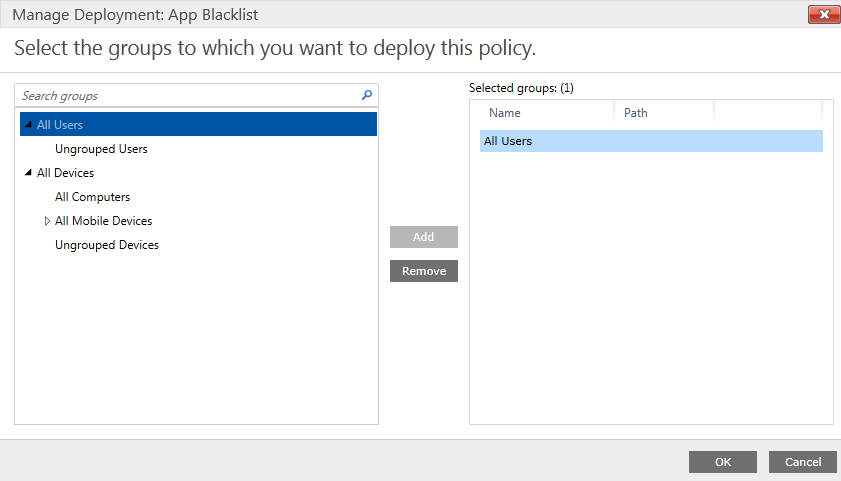 Manage Deployment: App Blacklist
Select the groups to which you want to deploy this policy.
Search groups
All Users
Ungrouped Users
All Devices
All Computers
All Mobile Devices
Ungrouped Devices
Add
Remove
Selected groups: (1)
Name Path
All Users
OK Cancel